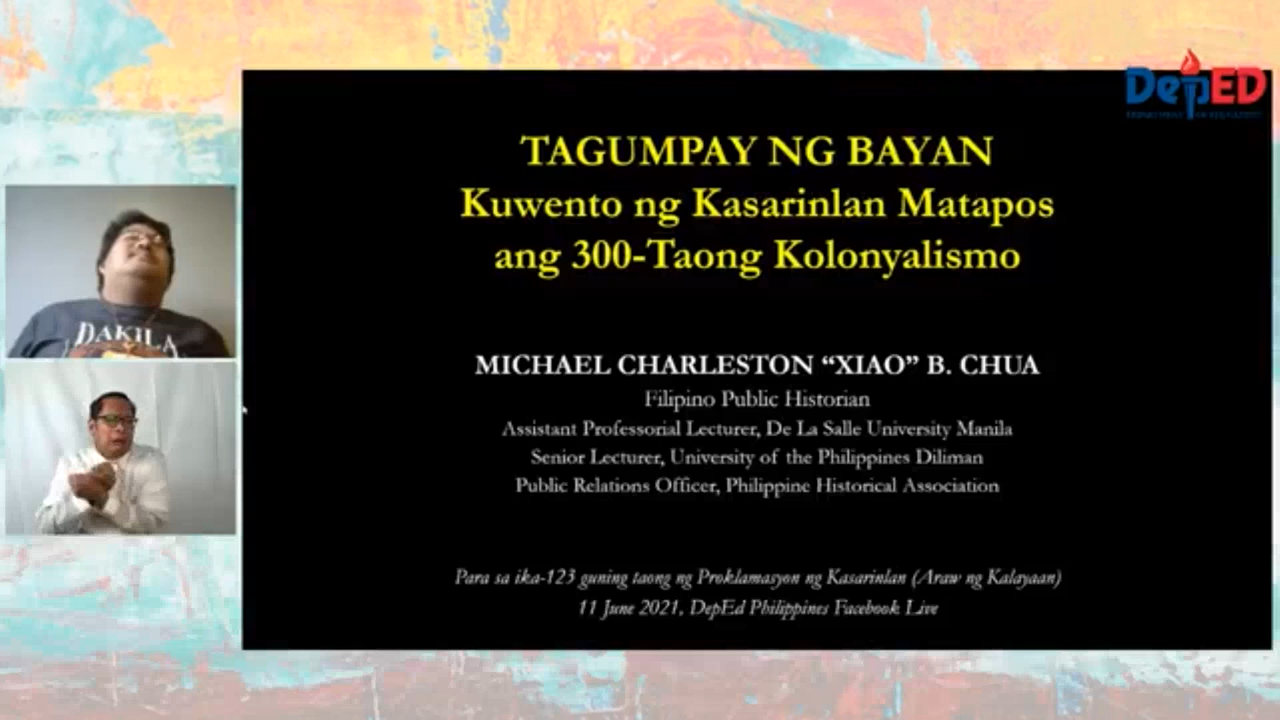 DepED
DEPARTMENT OF EDUCATION
TAGUMPAY NG BAYAN
Kuwento ng Kasarinlan Matapos
ang 300-Taong Kolonyalismo
DAKILA
MICHAEL CHARLESTON “XIAO” B. CHUA
Filipino Public Historian
Assistant Professorial Lecturer, De La Salle University Manila
Senior Lecturer, University of the Philippines Diliman
Public Relations Officer, Philippine Historical Association
Para sa ika-123 guning taong ng Proklamasyon ng Kasarinlan (Araw ng Kalayaan)
11 June 2021, DepEd Philippines Facebook Live